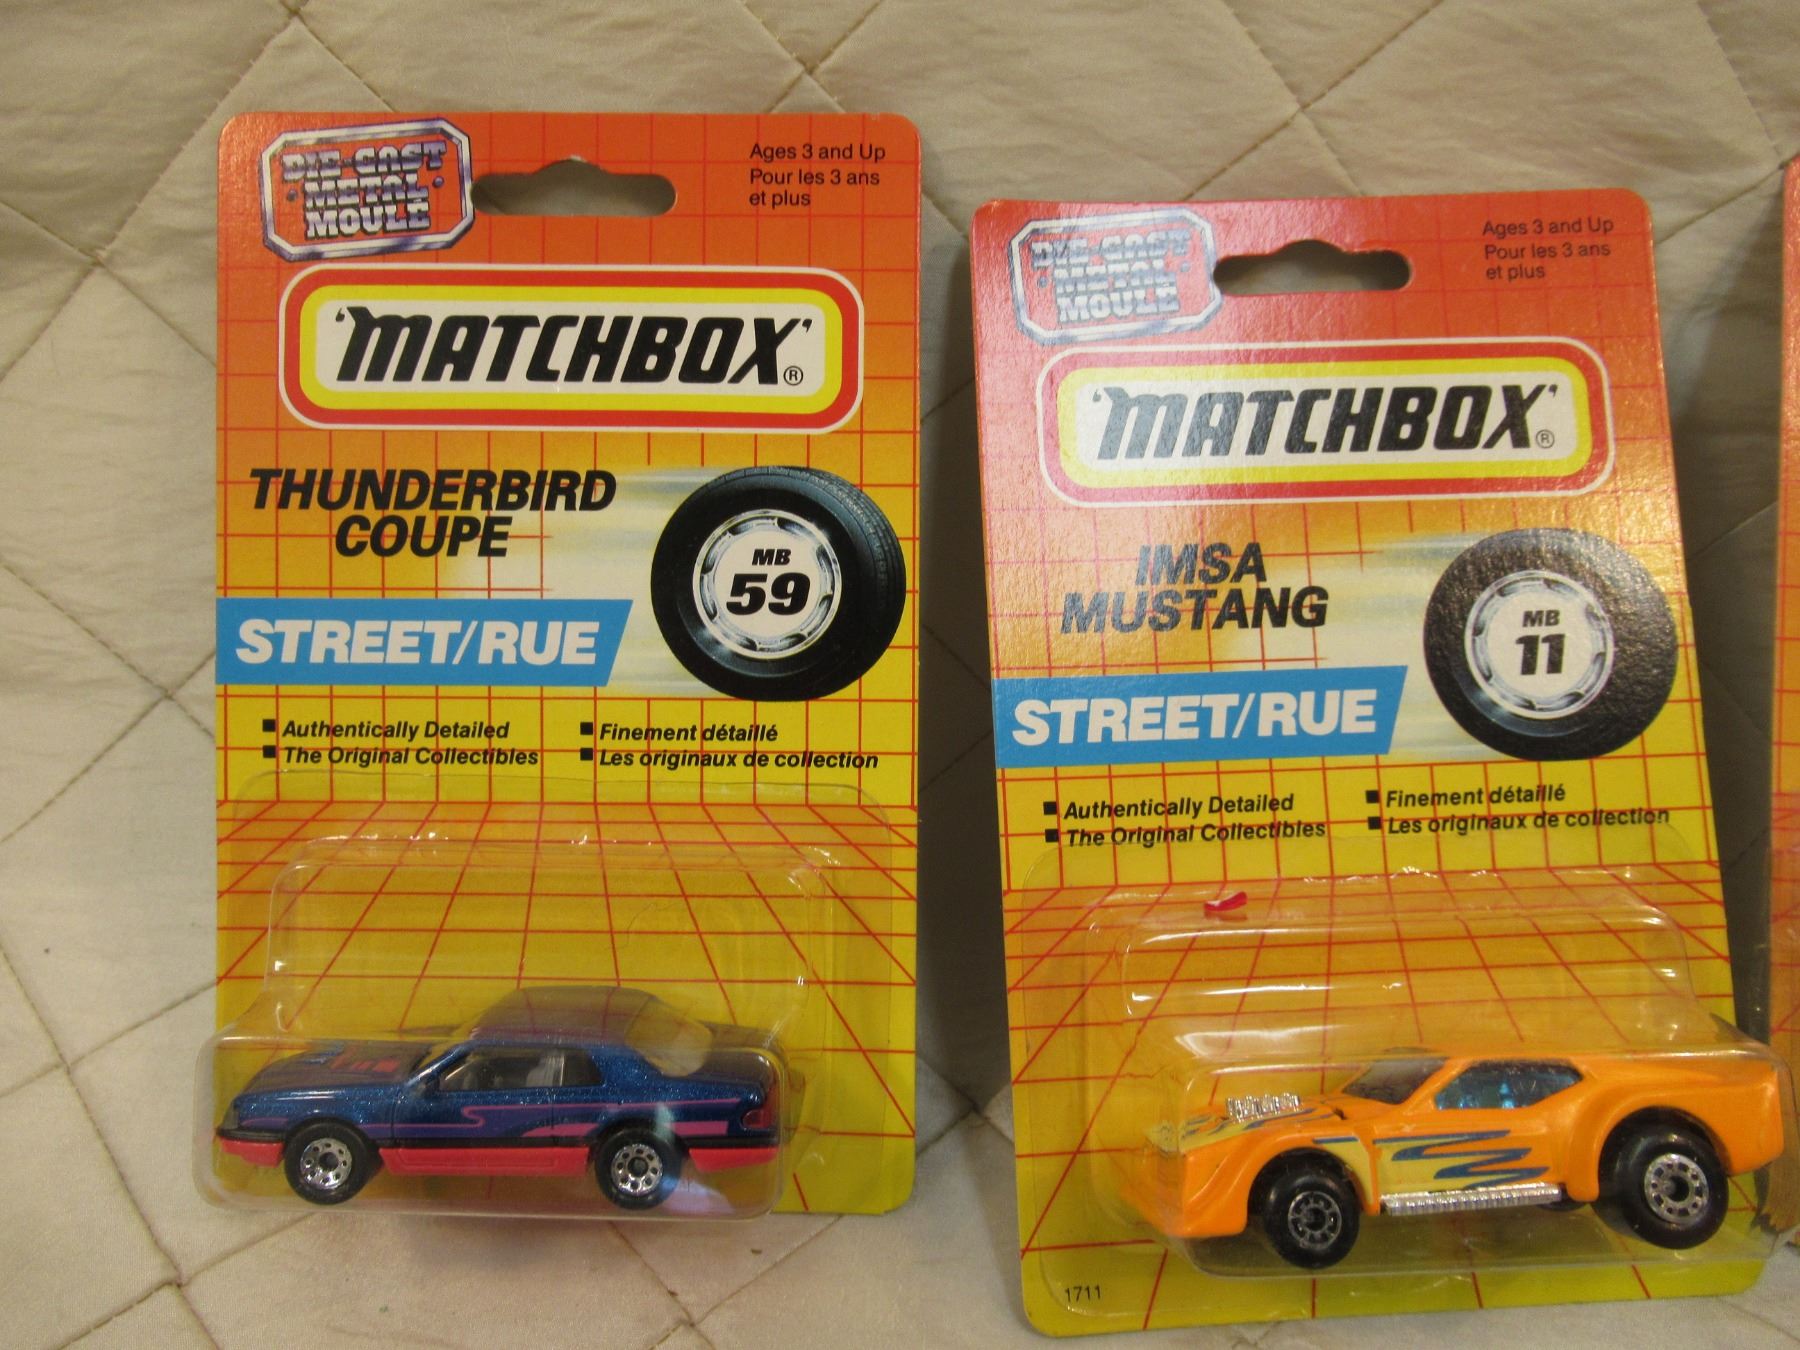 DIE-CAST
METAL
MOULÉ
Ages 3 and Up
Pour les 3 ans
et plus
'MATCHBOX'®
THUNDERBIRD
COUPE
MB
59
STREET/RUE
■ Authentically Detailed
■ The Original Collectibles
■ Finement détaillé
■ Les originaux de collection
DIE-CAST
METAL
MOULÉ
Ages 3 and Up
Pour les 3 ans
et plus
'MATCHBOX'®
IMSA
MUSTANG
MB
11
STREET/RUE
■ Authentically Detailed
■ The Original Collectibles
■ Finement détaillé
■ Les originaux de collection
1711